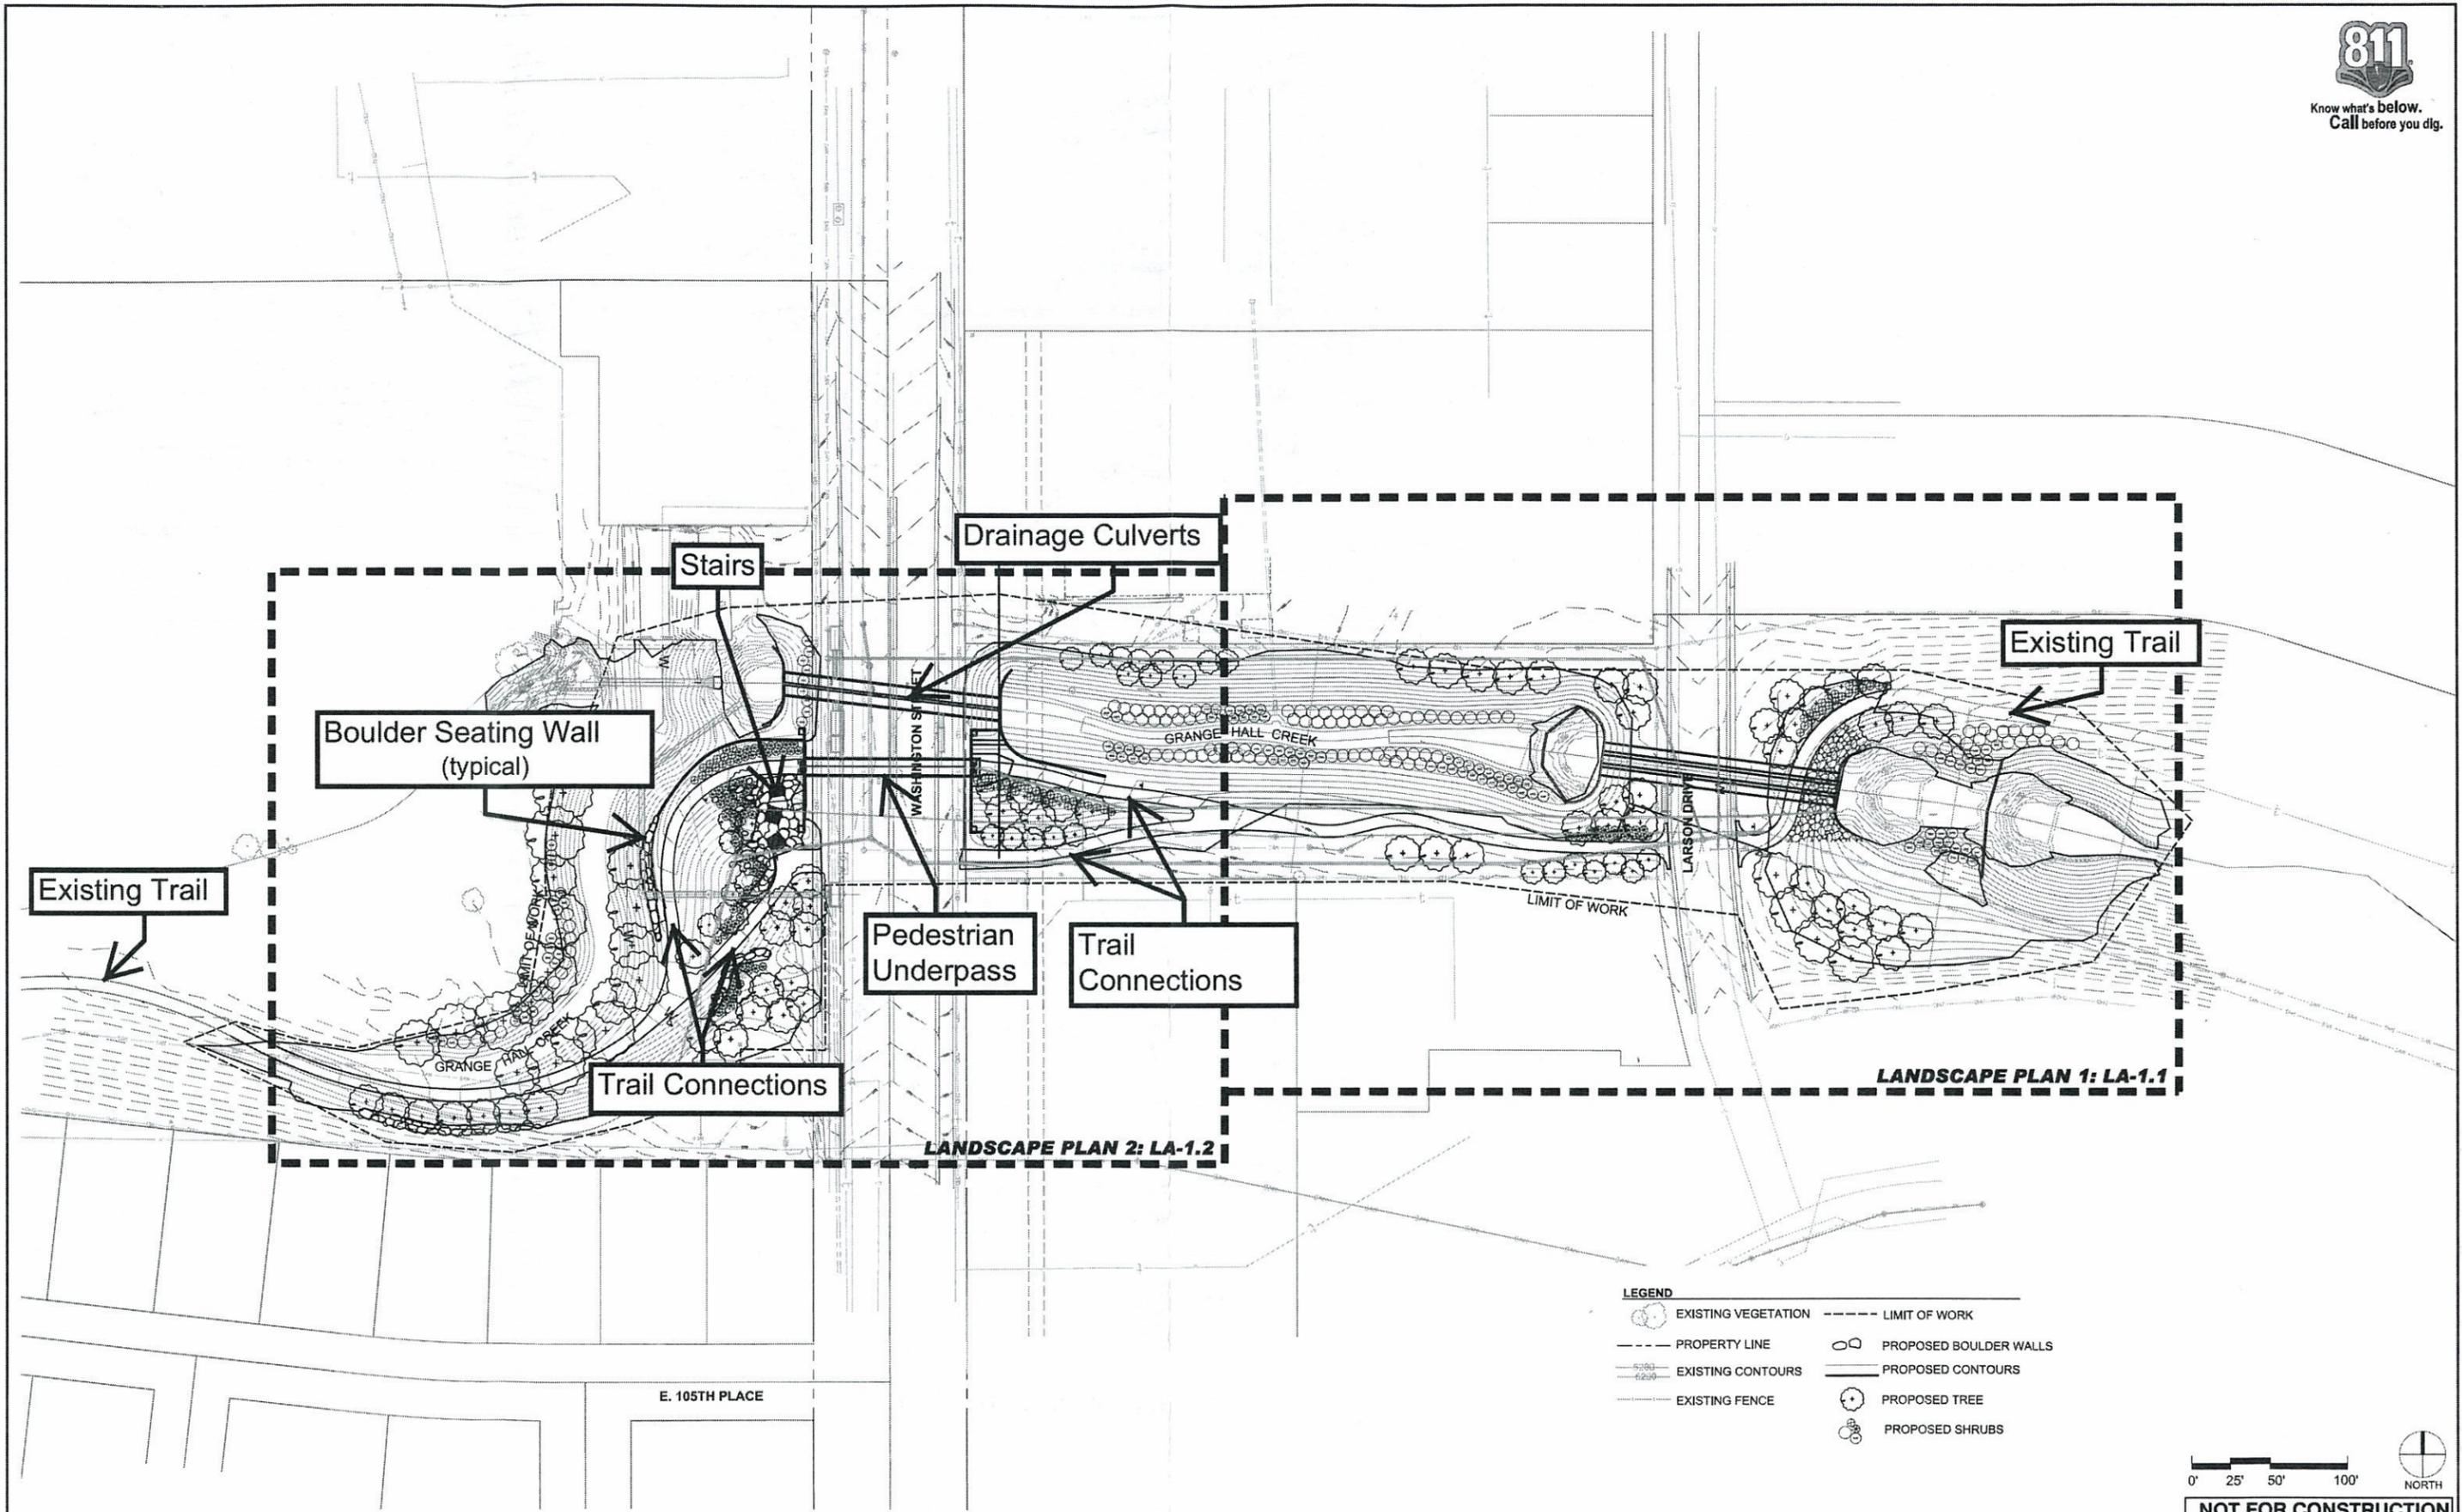 811
Know what's below.
Call before you dig.
Drainage Culverts
Stairs
Existing Trail
Boulder Seating Wall
(typical)
WASHINGTON STREET
GRANGE HALL CREEK
LARSON DRIVE
Existing Trail
LIMIT OF WORK
LIMIT OF WORK
Pedestrian
Underpass
Trail
Connections
GRANGE HALL CREEK
Trail Connections
LANDSCAPE PLAN 1: LA-1.1
LANDSCAPE PLAN 2: LA-1.2
E. 105TH PLACE
LEGEND
EXISTING VEGETATION
LIMIT OF WORK
PROPERTY LINE
PROPOSED BOULDER WALLS
EXISTING CONTOURS
PROPOSED CONTOURS
EXISTING FENCE
PROPOSED TREE
PROPOSED SHRUBS
0' 25' 50' 100'
NORTH
NOT FOR CONSTRUCTION